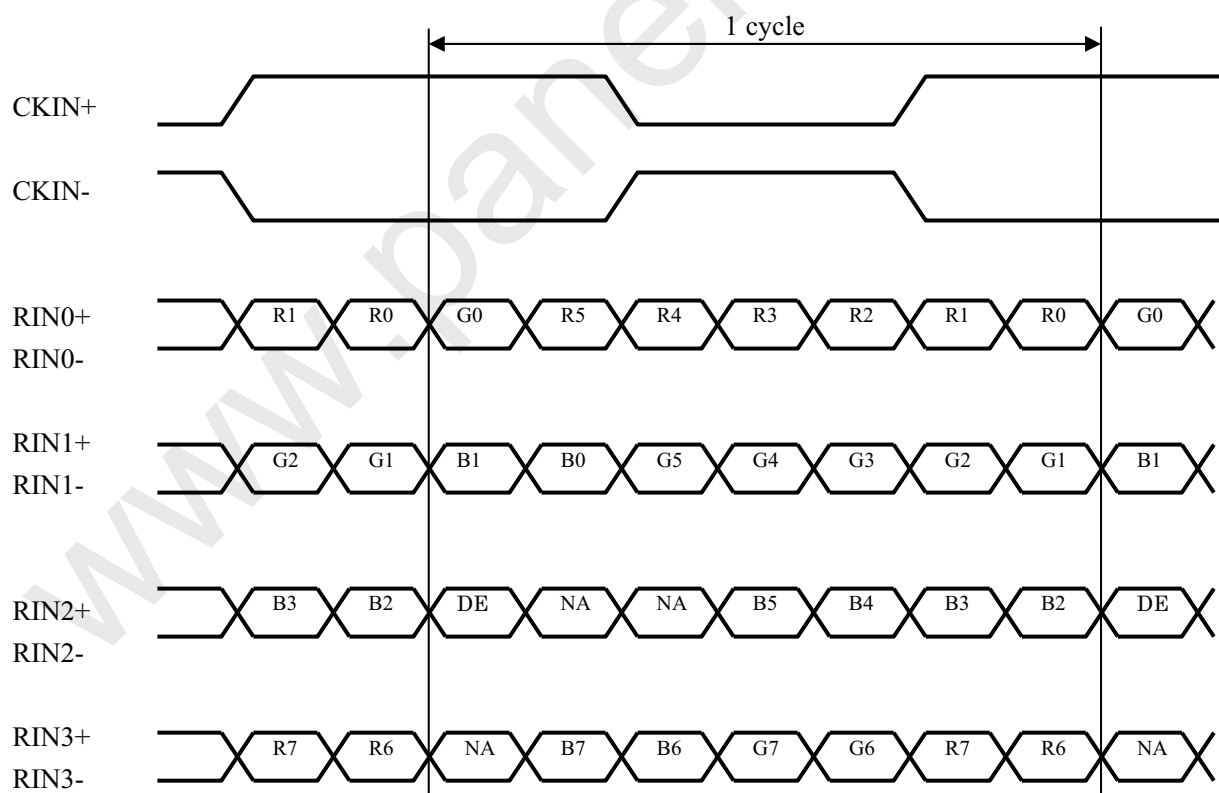 1 cycle
CKIN+
CKIN-
RIN0+ R1 R0 G0 R5 R4 R3 R2 R1 R0 G0
RIN0-
RIN1+ G2 G1 B1 B0 G5 G4 G3 G2 G1 B1
RIN1-
RIN2+ B3 B2 DE NA NA B5 B4 B3 B2 DE
RIN2-
RIN3+ R7 R6 NA B7 B6 G7 G6 R7 R6 NA
RIN3-
www.pane